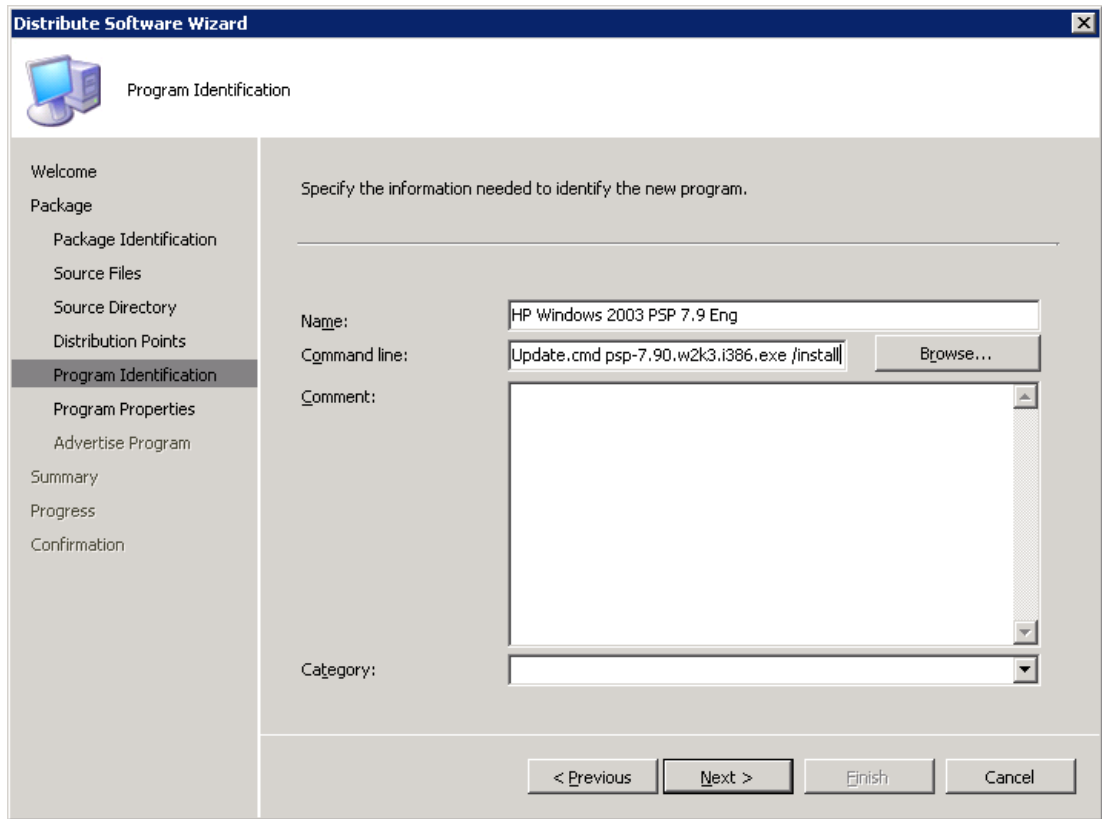 Distribute Software Wizard
Program Identification
Welcome
Package
Package Identification
Source Files
Source Directory
Distribution Points
Program Identification
Program Properties
Advertise Program
Summary
Progress
Confirmation
Specify the information needed to identify the new program.
Name: HP Windows 2003 PSP 7.9 Eng
Command line: Update.cmd psp-7.90.w2k3.i386.exe /install Browse...
Comment:
Category:
< Previous Next > Finish Cancel